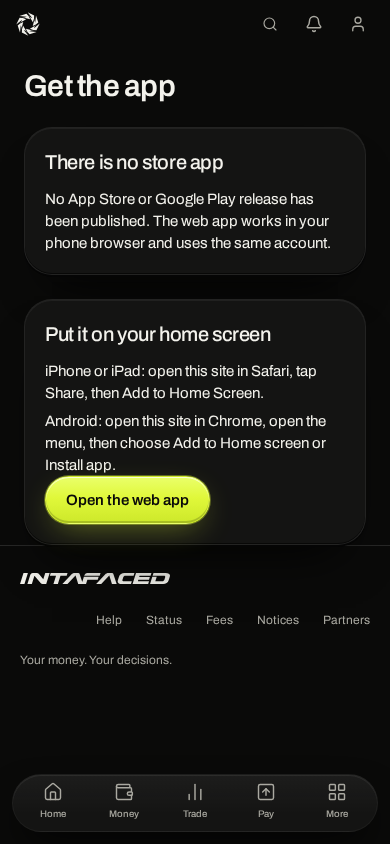 Get the app
There is no store app
No App Store or Google Play release has
been published. The web app works in your
phone browser and uses the same account.
Put it on your home screen
iPhone or iPad: open this site in Safari, tap
Share, then Add to Home Screen.
Android: open this site in Chrome, open the
menu, then choose Add to Home screen or
Install app.
Open the web app
INTAFACED
Help Status Fees Notices Partners
Your money. Your decisions.
Home Money Trade Pay More